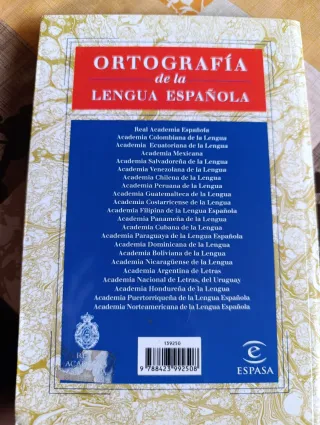 ORTOGRAFÍA
de la
LENGUA ESPAÑOLA
Real Academia Española
Academia Colombiana de la Lengua
Academia Ecuatoriana de la Lengua
Academia Mexicana
Academia Salvadoreña de la Lengua
Academia Venezolana de la Lengua
Academia Chilena de la Lengua
Academia Peruana de la Lengua
Academia Guatemalteca de la Lengua
Academia Costarricense de la Lengua
Academia Filipina de la Lengua Española
Academia Panameña de la Lengua
Academia Cubana de la Lengua
Academia Paraguaya de la Lengua Española
Academia Dominicana de la Lengua
Academia Boliviana de la Lengua
Academia Nicaragüense de la Lengua
Academia Argentina de Letras
Academia Nacional de Letras, del Uruguay
Academia Hondureña de la Lengua
Academia Puertorriqueña de la Lengua Española
Academia Norteamericana de la Lengua Española
159250
9 788423 992508
ESPASA